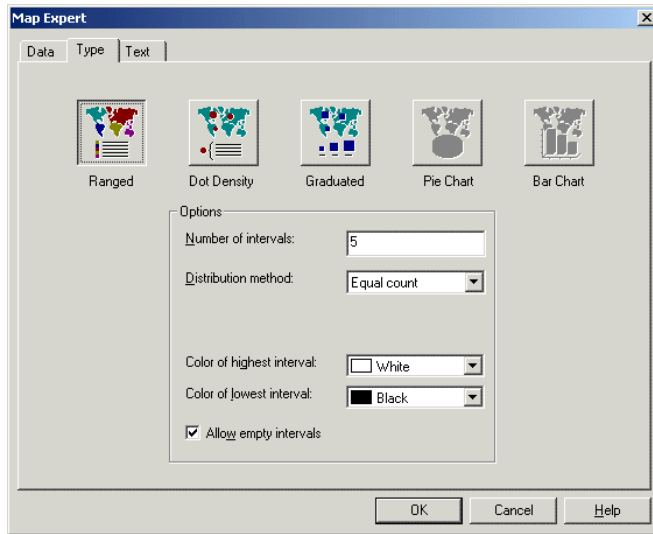 Map Expert
Data Type Text
Ranged Dot Density Graduated Pie Chart Bar Chart
Options
Number of intervals: 5
Distribution method: Equal count
Color of highest interval: White
Color of lowest interval: Black
Allow empty intervals
OK Cancel Help